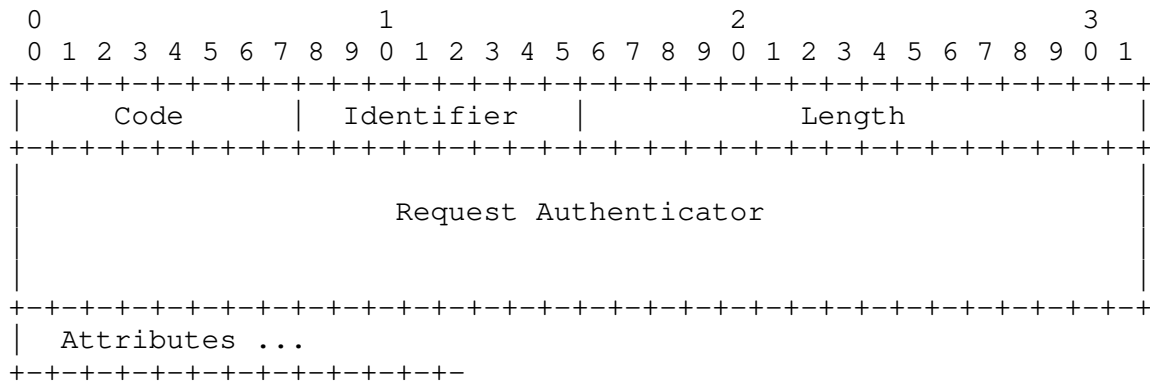 0                   1                   2                   3
 0 1 2 3 4 5 6 7 8 9 0 1 2 3 4 5 6 7 8 9 0 1 2 3 4 5 6 7 8 9 0 1
+-+-+-+-+-+-+-+-+-+-+-+-+-+-+-+-+-+-+-+-+-+-+-+-+-+-+-+-+-+-+-+-+
|     Code      |  Identifier   |            Length             |
+-+-+-+-+-+-+-+-+-+-+-+-+-+-+-+-+-+-+-+-+-+-+-+-+-+-+-+-+-+-+-+-+
|                                                               |
|                     Request Authenticator                     |
|                                                               |
|                                                               |
+-+-+-+-+-+-+-+-+-+-+-+-+-+-+-+-+-+-+-+-+-+-+-+-+-+-+-+-+-+-+-+-+
|  Attributes ...
+-+-+-+-+-+-+-+-+-+-+-+-+-